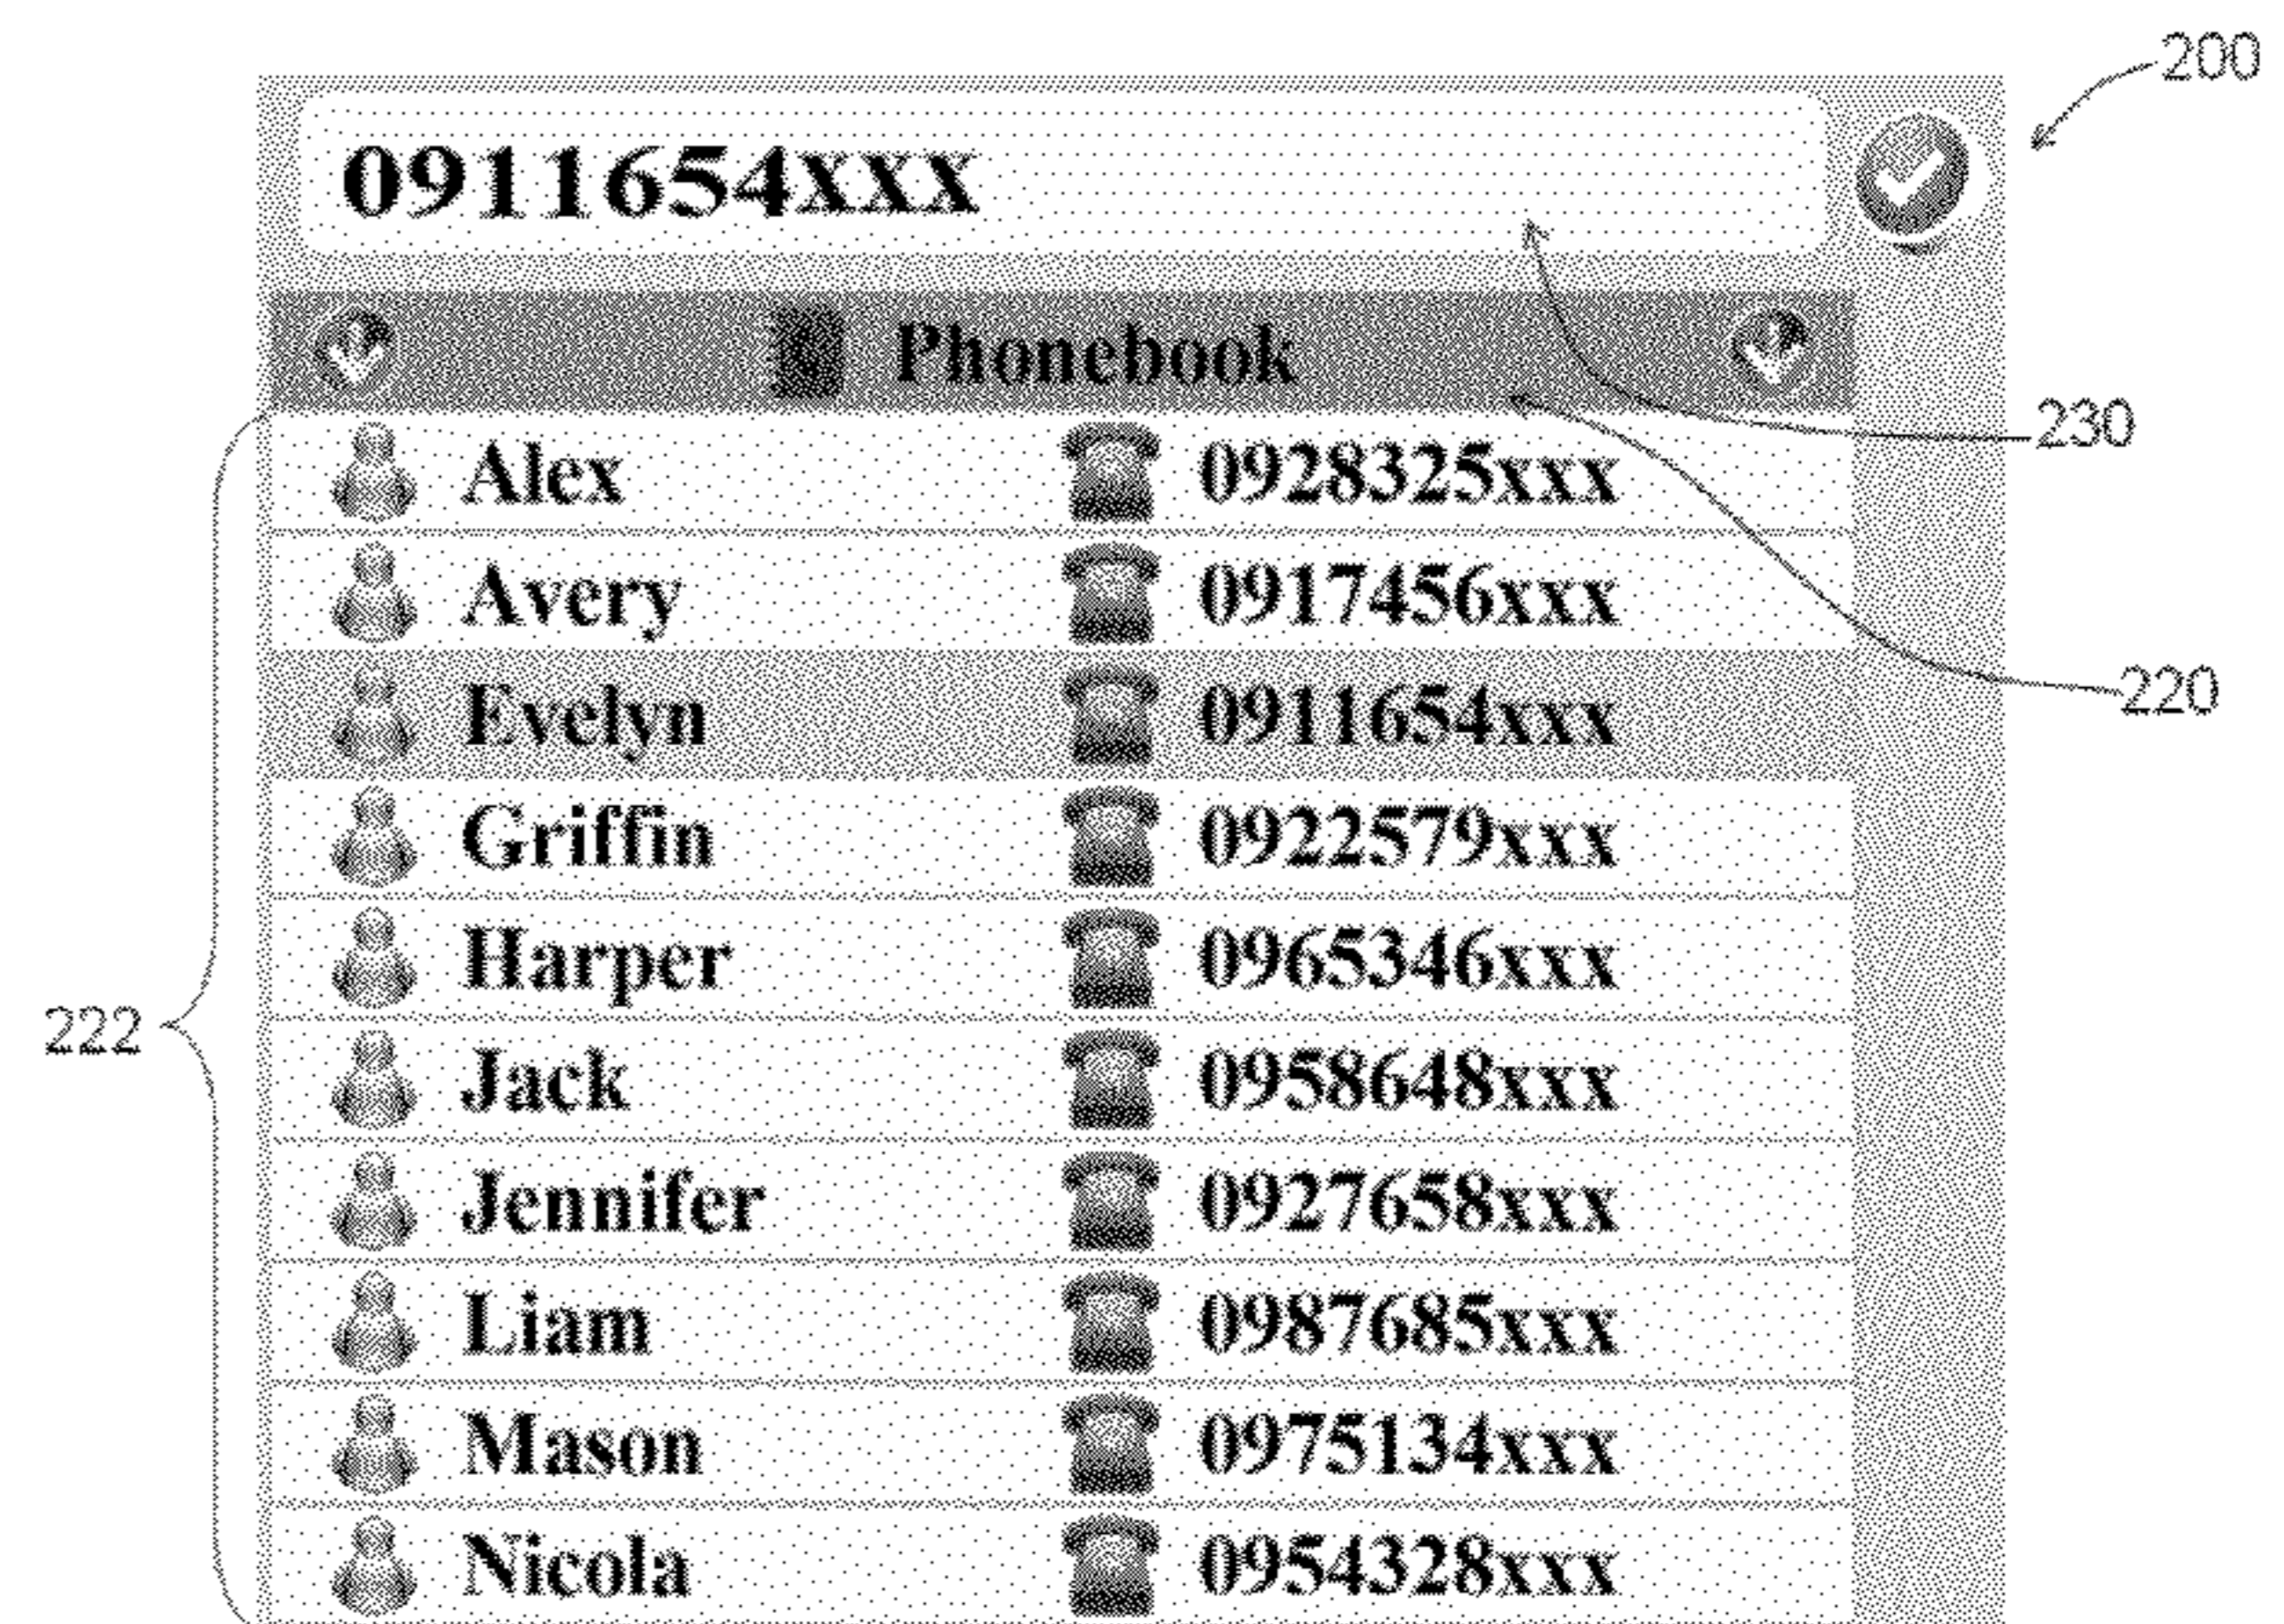 200
0911654xxx
Phonebook
230
Alex 0928325xxx
Avery 0917456xxx
220
Evelyn 0911654xxx
Griffin 0922579xxx
Harper 0965346xxx
222
Jack 0958648xxx
Jennifer 0927658xxx
Liam 0987685xxx
Mason 0975134xxx
Nicola 0954328xxx